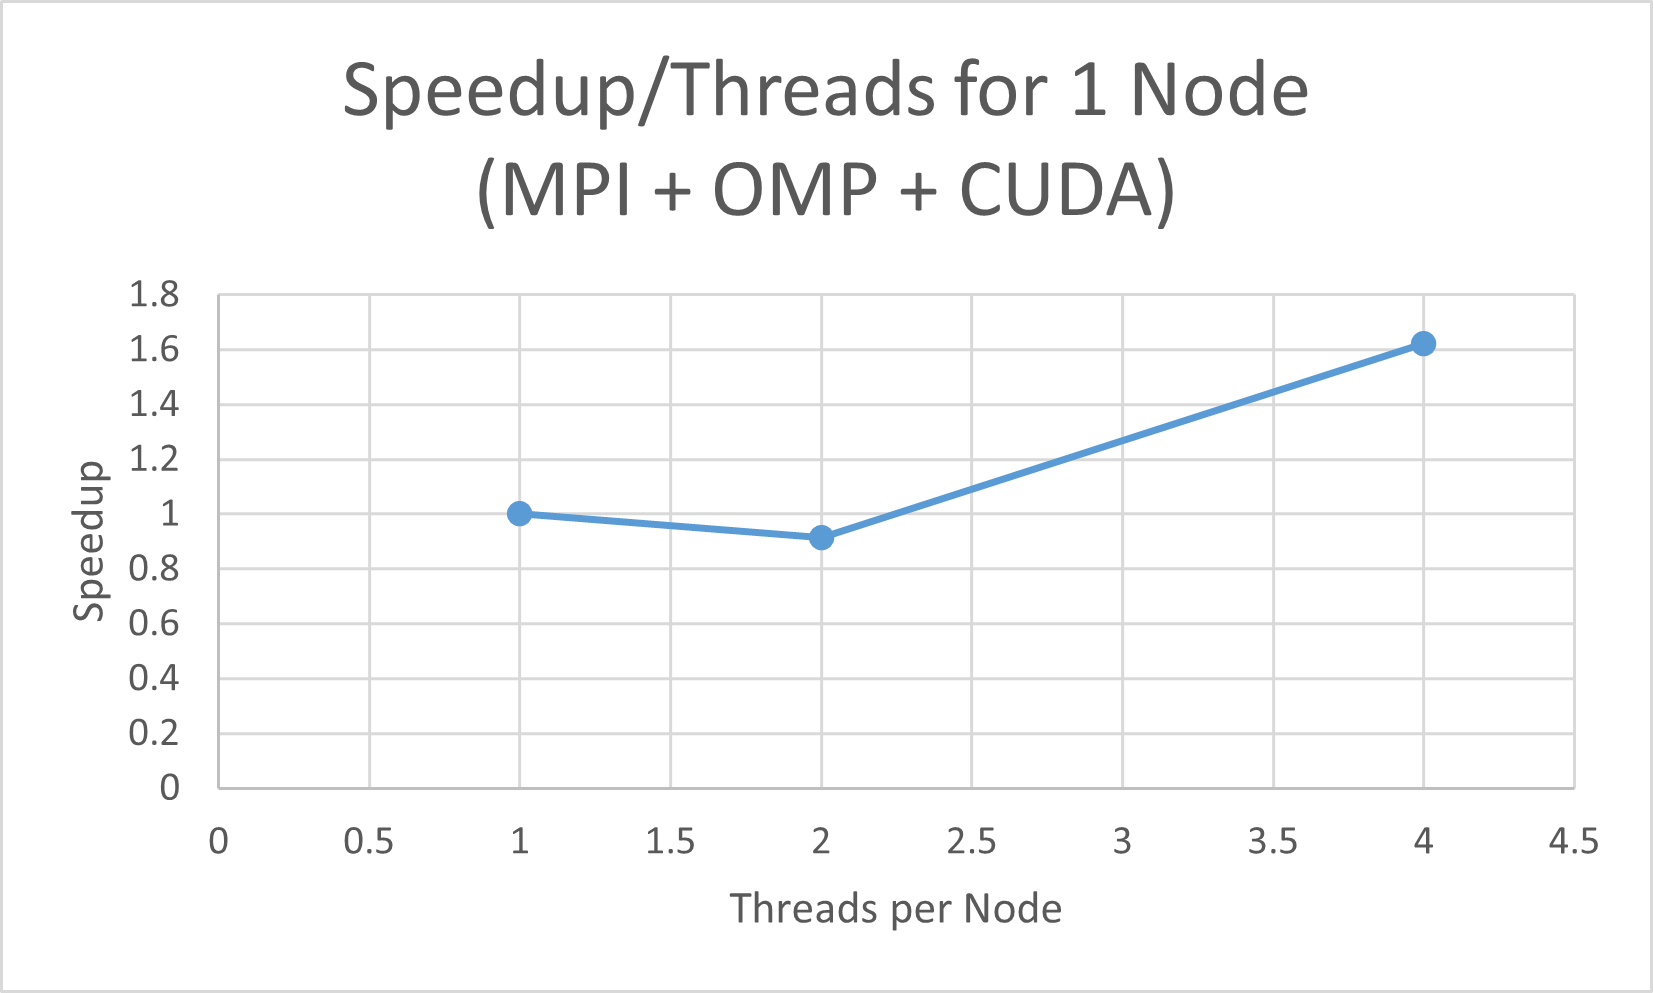 Speedup/Threads for 1 Node
(MPI + OMP + CUDA)
1.8
1.6
1.4
1.2
1
0.8
0.6
0.4
0.2
0
Speedup
0 0.5 1 1.5 2 2.5 3 3.5 4 4.5
Threads per Node